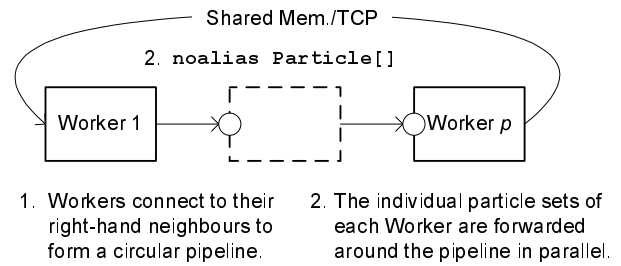 Shared Mem./TCP
2. noalias Particle[]
Worker 1
Worker p
1. Workers connect to their
right-hand neighbours to
form a circular pipeline.
2. The individual particle sets of
each Worker are forwarded
around the pipeline in parallel.